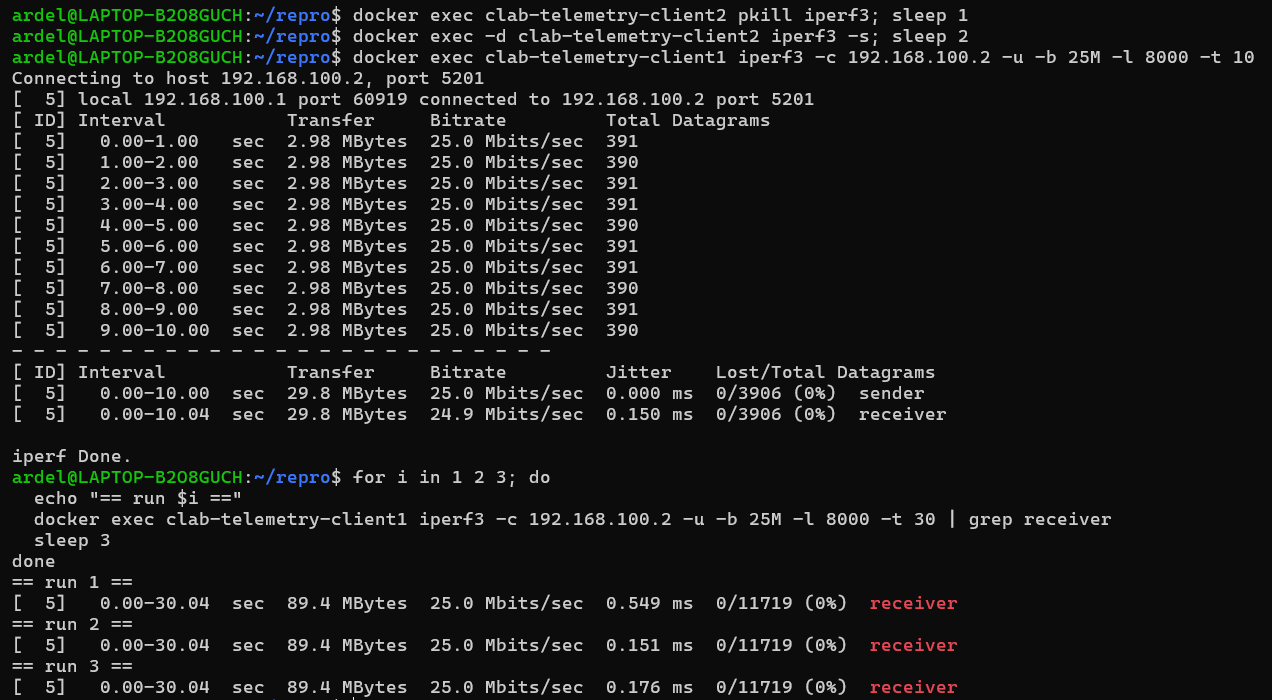 ardel@LAPTOP-B2O8GUCH:~/repro$ docker exec clab-telemetry-client2 pkill iperf3; sleep 1
ardel@LAPTOP-B2O8GUCH:~/repro$ docker exec -d clab-telemetry-client2 iperf3 -s; sleep 2
ardel@LAPTOP-B2O8GUCH:~/repro$ docker exec clab-telemetry-client1 iperf3 -c 192.168.100.2 -u -b 25M -l 8000 -t 10
Connecting to host 192.168.100.2, port 5201
[  5] local 192.168.100.1 port 60919 connected to 192.168.100.2 port 5201
[ ID] Interval           Transfer     Bitrate         Total Datagrams
[  5]   0.00-1.00   sec  2.98 MBytes  25.0 Mbits/sec  391
[  5]   1.00-2.00   sec  2.98 MBytes  25.0 Mbits/sec  390
[  5]   2.00-3.00   sec  2.98 MBytes  25.0 Mbits/sec  391
[  5]   3.00-4.00   sec  2.98 MBytes  25.0 Mbits/sec  391
[  5]   4.00-5.00   sec  2.98 MBytes  25.0 Mbits/sec  390
[  5]   5.00-6.00   sec  2.98 MBytes  25.0 Mbits/sec  391
[  5]   6.00-7.00   sec  2.98 MBytes  25.0 Mbits/sec  391
[  5]   7.00-8.00   sec  2.98 MBytes  25.0 Mbits/sec  390
[  5]   8.00-9.00   sec  2.98 MBytes  25.0 Mbits/sec  391
[  5]   9.00-10.00  sec  2.98 MBytes  25.0 Mbits/sec  390
- - - - - - - - - - - - - - - - - - - - - - - - -
[ ID] Interval           Transfer     Bitrate         Jitter    Lost/Total Datagrams
[  5]   0.00-10.00  sec  29.8 MBytes  25.0 Mbits/sec  0.000 ms  0/3906 (0%)  sender
[  5]   0.00-10.04  sec  29.8 MBytes  24.9 Mbits/sec  0.150 ms  0/3906 (0%)  receiver
iperf Done.
ardel@LAPTOP-B2O8GUCH:~/repro$ for i in 1 2 3; do
  echo "== run $i =="
  docker exec clab-telemetry-client1 iperf3 -c 192.168.100.2 -u -b 25M -l 8000 -t 30 | grep receiver
  sleep 3
done
== run 1 ==
[  5]   0.00-30.04  sec  89.4 MBytes  25.0 Mbits/sec  0.549 ms  0/11719 (0%)  receiver
== run 2 ==
[  5]   0.00-30.04  sec  89.4 MBytes  25.0 Mbits/sec  0.151 ms  0/11719 (0%)  receiver
== run 3 ==
[  5]   0.00-30.04  sec  89.4 MBytes  25.0 Mbits/sec  0.176 ms  0/11719 (0%)  receiver